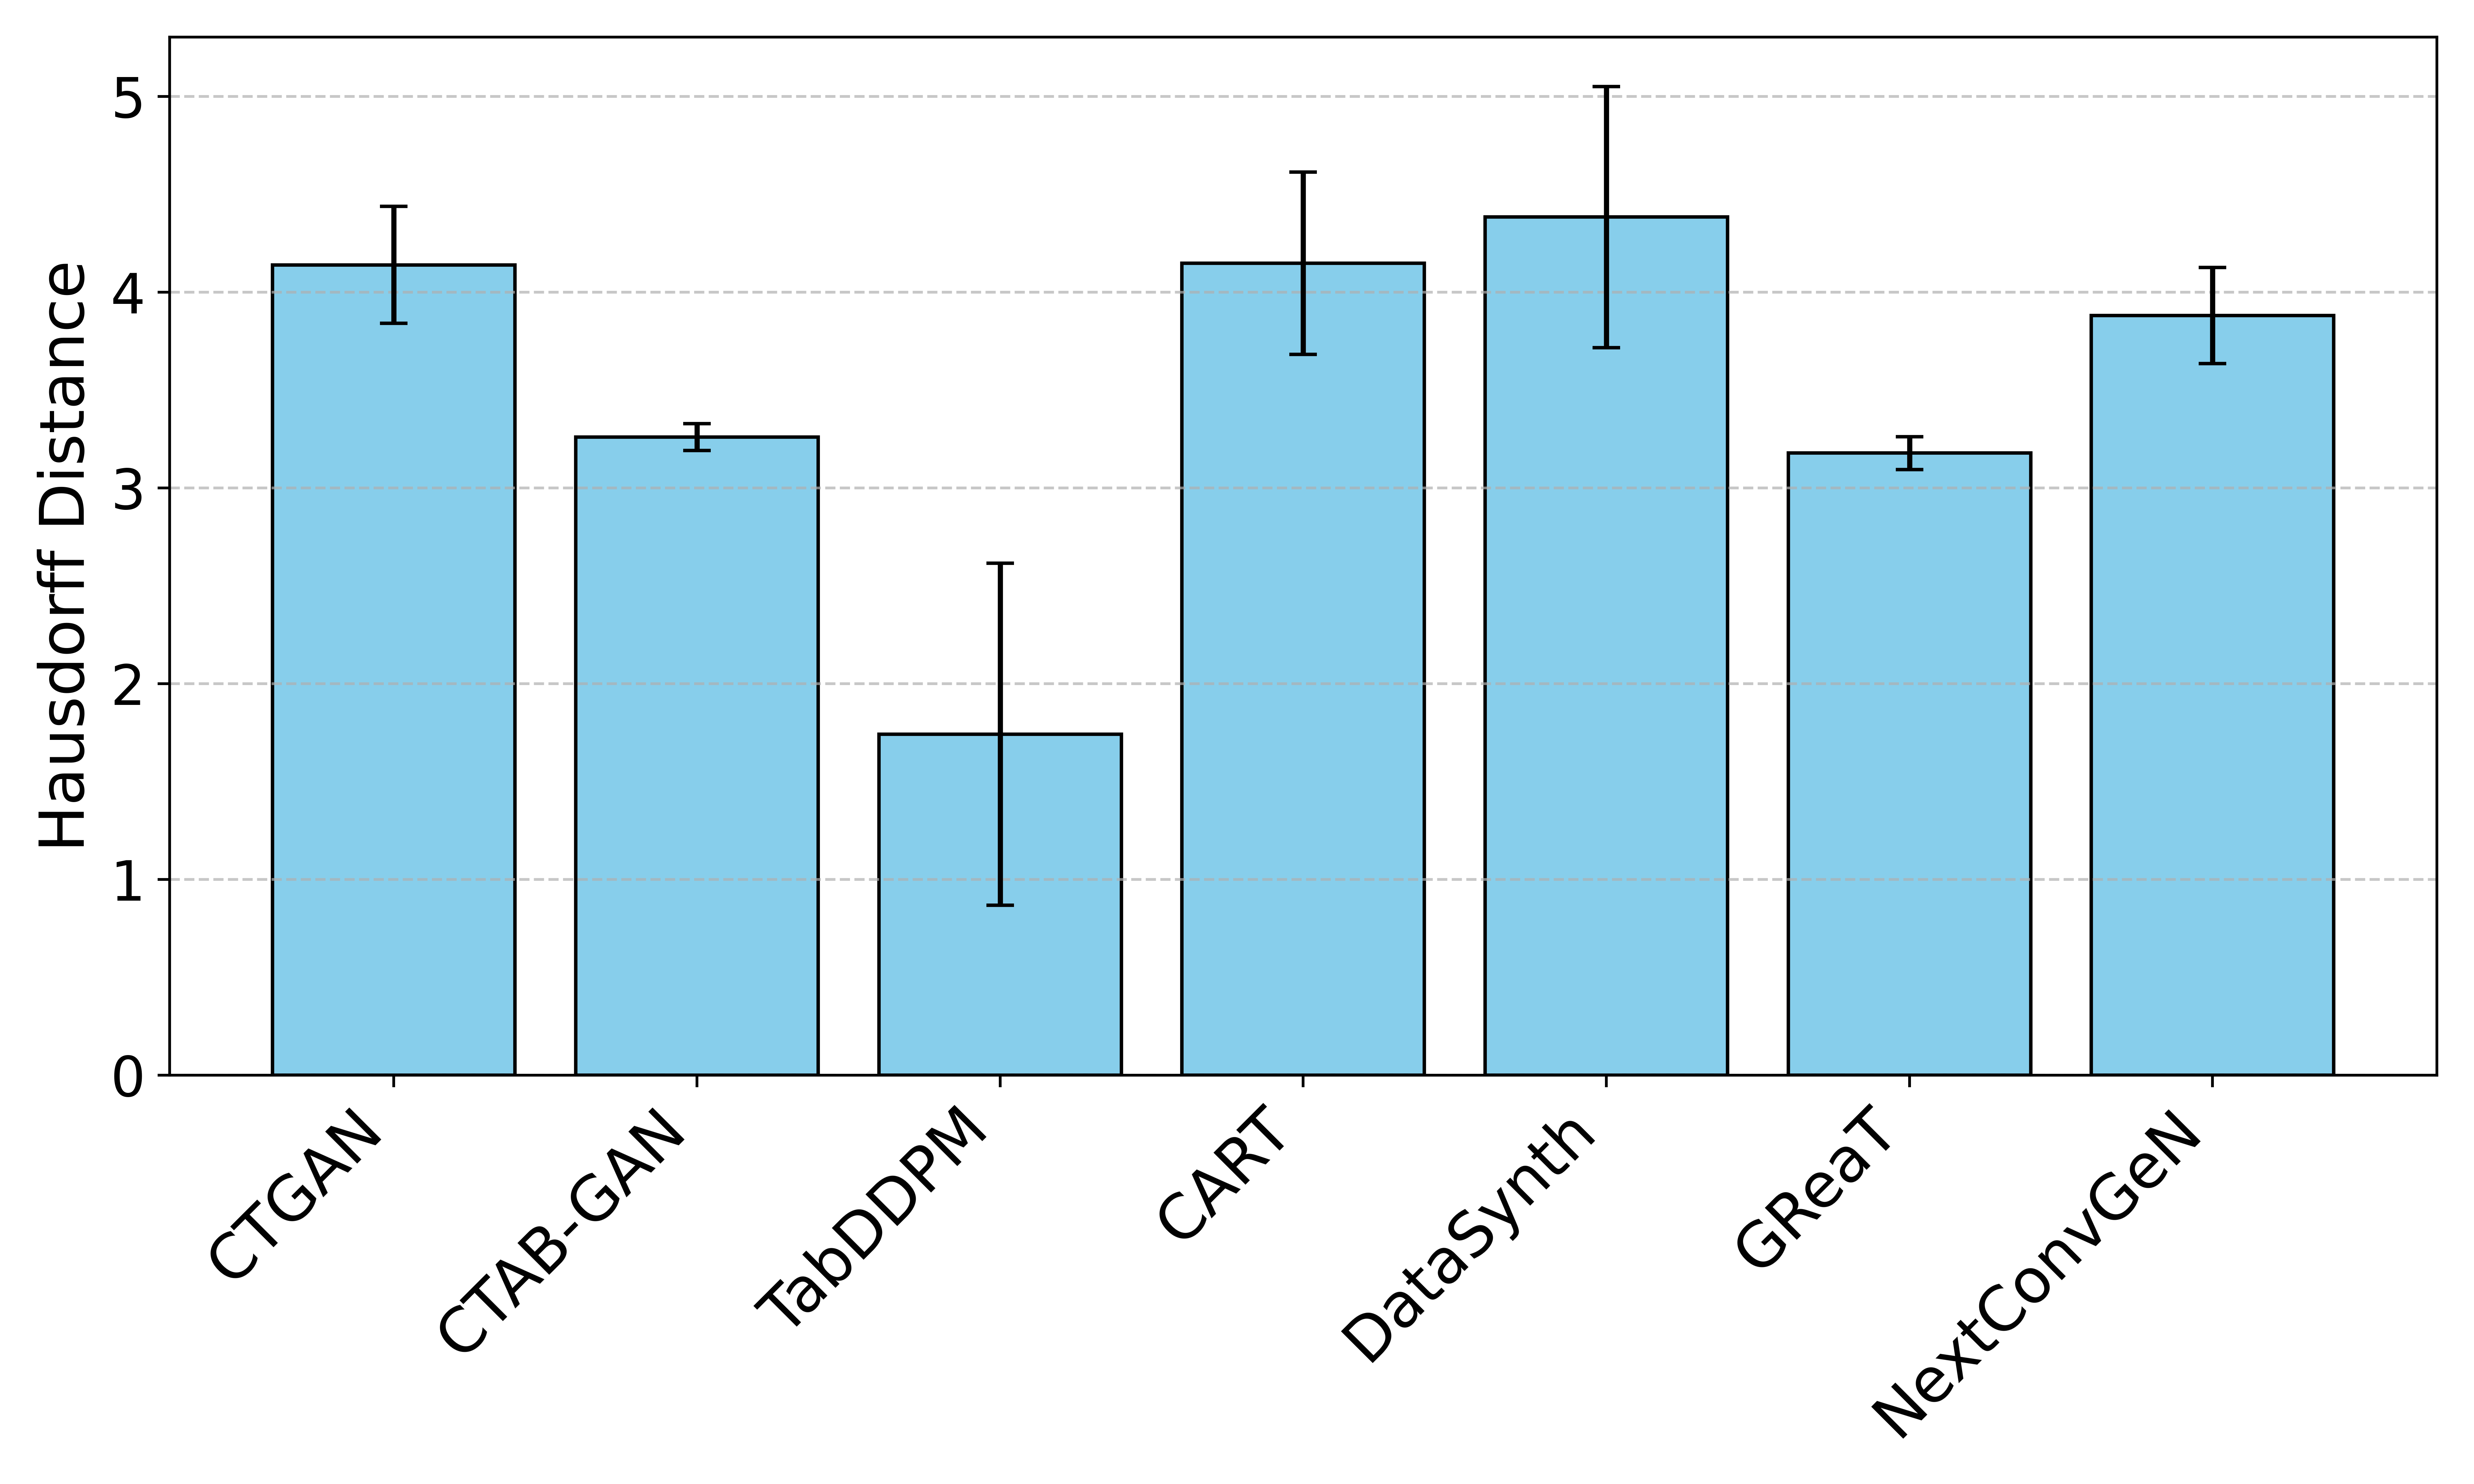 Hausdorff Distance
5
4
3
2
1
0
CTGAN
CTAB-GAN
TabDDPM
CART
DataSynth
GReaT
NextConvGeN